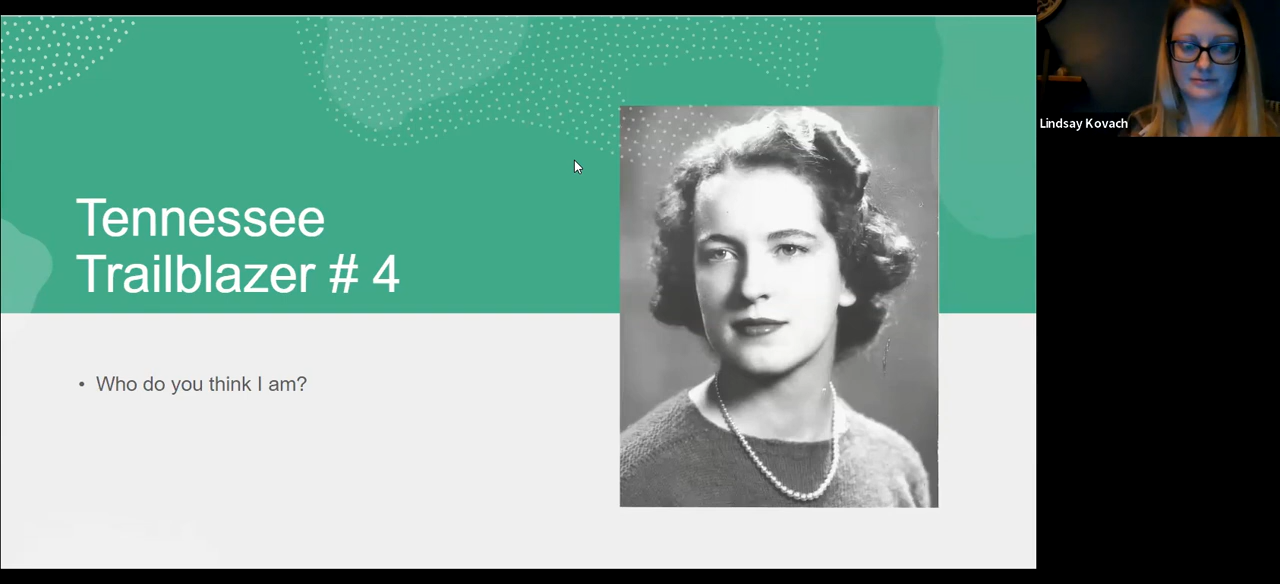 Tennessee
Trailblazer # 4
• Who do you think I am?
Lindsay Kovach